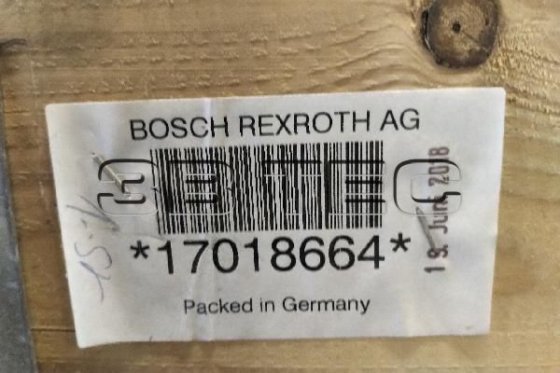 BOSCH REXROTH AG
*17018664*
Packed in Germany
19. Juni 2018